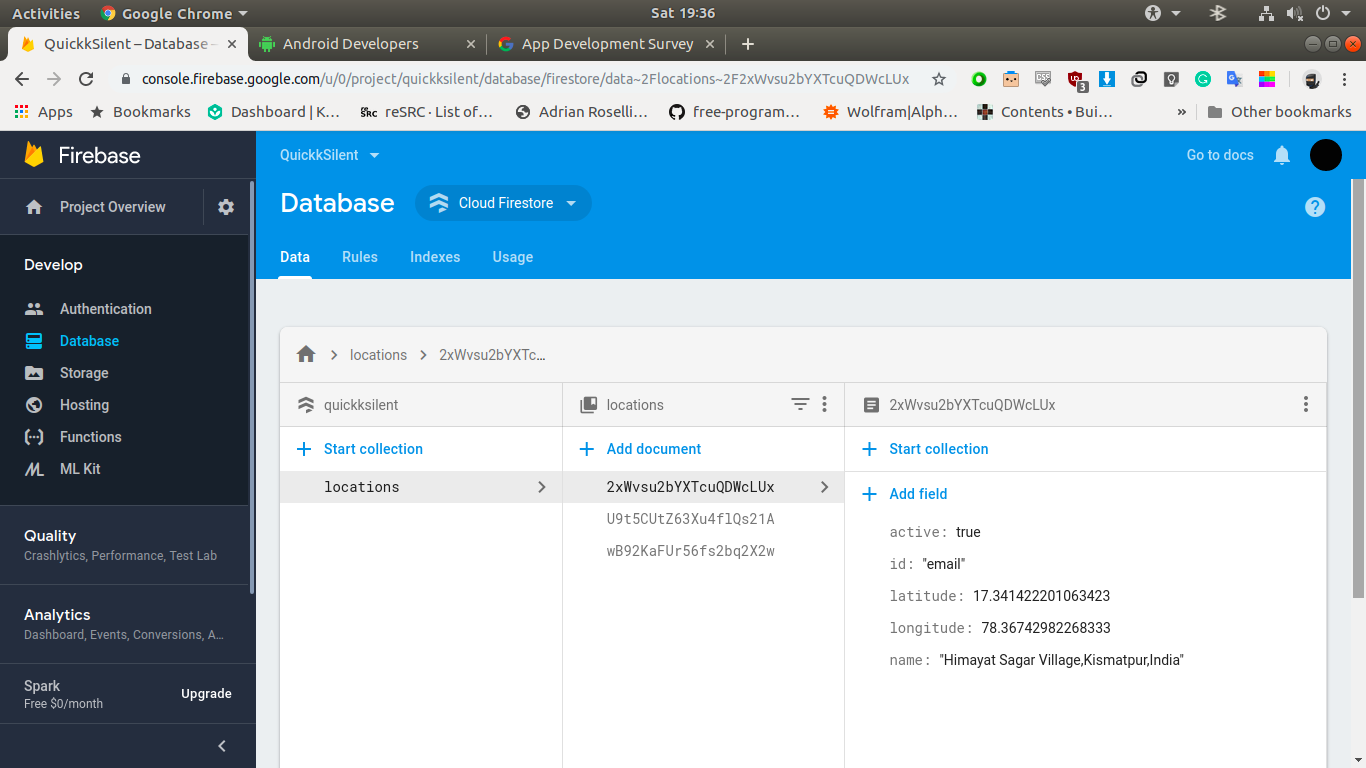 Activities Google Chrome Sat 19:36
QuickkSilent – Database – Android Developers App Development Survey
console.firebase.google.com/u/0/project/quickksilent/database/firestore/data~2Flocations~2F2xWvsu2bYXTcuQDWcLUx 3
Apps Bookmarks Dashboard | K... reSRC · List of... Adrian Roselli... free-program... Wolfram|Alph... Contents • Bui... » Other bookmarks
Firebase
QuickkSilent Go to docs
Project Overview
Database Cloud Firestore
Data Rules Indexes Usage
Develop
Authentication
Database
Storage
Hosting
Functions
ML Kit
Quality
Crashlytics, Performance, Test Lab
Analytics
Dashboard, Events, Conversions, A...
Spark
Free $0/month
Upgrade
locations 2xWvsu2bYXTc...
quickksilent locations 2xWvsu2bYXTcuQDWcLUx
Start collection Add document Start collection
locations 2xWvsu2bYXTcuQDWcLUx Add field
U9t5CUtZ63Xu4flQs21A
wB92KaFUr56fs2bq2X2w
active: true
id: "email"
latitude: 17.341422201063423
longitude: 78.36742982268333
name: "Himayat Sagar Village,Kismatpur,India"